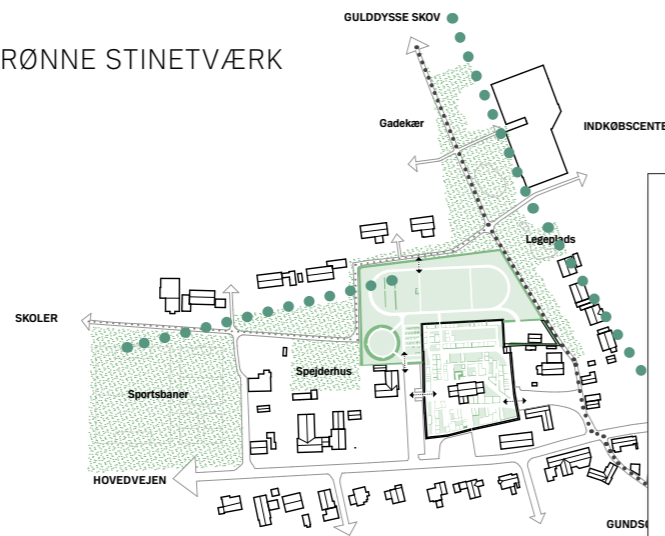 GULDDYSSE SKOV
RØNNE STINETVÆRK
Gadekær
INDKØBSCENTE
Legeplads
SKOLER
Spejderhus
Sportsbaner
HOVEDVEJEN
GUNDS